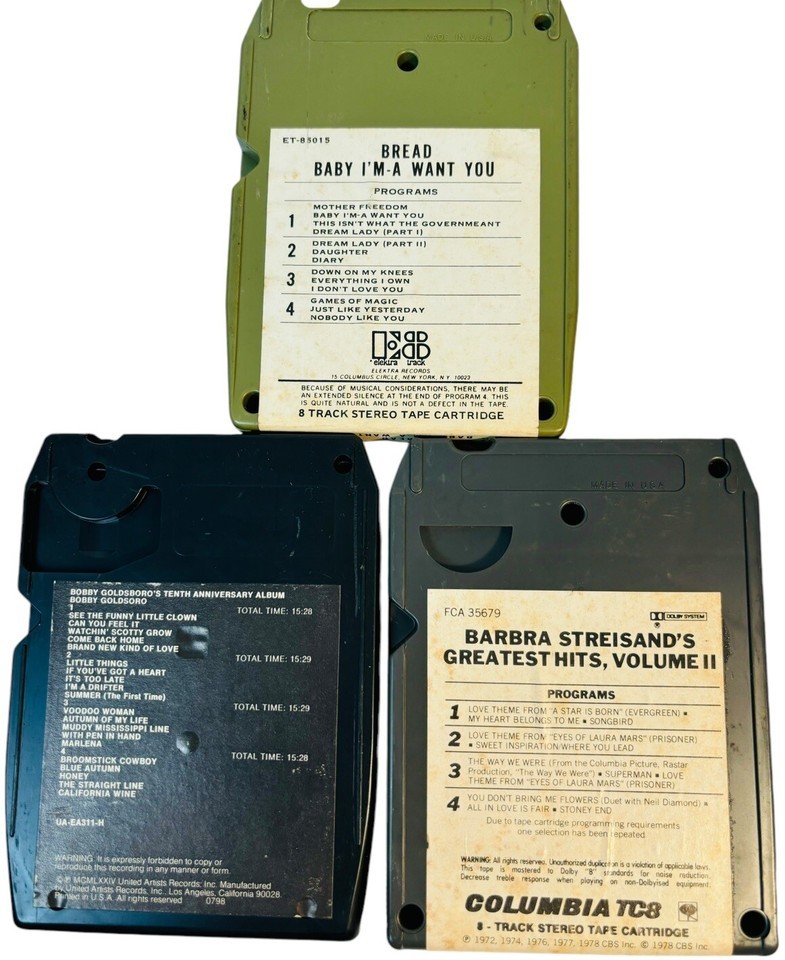 MADE IN U.S.A.
ET-85015
BREAD
BABY I'M-A WANT YOU
PROGRAMS
1
MOTHER FREEDOM
BABY I'M-A WANT YOU
THIS ISN'T WHAT THE GOVERNMEANT
DREAM LADY (PART I)
2
DREAM LADY (PART II)
DAUGHTER
DIARY
3
DOWN ON MY KNEES
EVERYTHING I OWN
I DON'T LOVE YOU
4
GAMES OF MAGIC
JUST LIKE YESTERDAY
NOBODY LIKE YOU
elektra track
ELEKTRA RECORDS
15 COLUMBUS CIRCLE, NEW YORK, N.Y. 10023
BECAUSE OF MUSICAL CONSIDERATIONS, THERE MAY BE
AN EXTENDED SILENCE AT THE END OF PROGRAM 4. THIS
IS QUITE NATURAL AND IS NOT A DEFECT IN THE TAPE.
8 TRACK STEREO TAPE CARTRIDGE
BOBBY GOLDSBORO'S TENTH ANNIVERSARY ALBUM
BOBBY GOLDSORO
1 TOTAL TIME: 15:28
SEE THE FUNNY LITTLE CLOWN
CAN YOU FEEL IT
WATCHIN' SCOTTY GROW
COME BACK HOME
BRAND NEW KIND OF LOVE
2 TOTAL TIME: 15:29
LITTLE THINGS
IF YOU'VE GOT A HEART
IT'S TOO LATE
I'M A DRIFTER
SUMMER (The First Time)
3 TOTAL TIME: 15:29
VOODOO WOMAN
AUTUMN OF MY LIFE
MUDDY MISSISSIPPI LINE
WITH PEN IN HAND
MARLENA
4 TOTAL TIME: 15:28
BROOMSTICK COWBOY
BLUE AUTUMN
HONEY
THE STRAIGHT LINE
CALIFORNIA WINE
UA-EA311-H
WARNING: It is expressly forbidden to copy or
reproduce this recording in any manner or form.
© ℗ MCMLXXIV United Artists Records, Inc. Manufactured
by United Artists Records, Inc., Los Angeles, California 90028.
Printed in U.S.A. All rights reserved 0798
MADE IN U.S.A.
FCA 35679
DOLBY SYSTEM
BARBRA STREISAND'S
GREATEST HITS, VOLUME II
PROGRAMS
1 LOVE THEME FROM "A STAR IS BORN" (EVERGREEN) ▪
MY HEART BELONGS TO ME ▪ SONGBIRD
2 LOVE THEME FROM "EYES OF LAURA MARS" (PRISONER)
▪ SWEET INSPIRATION/WHERE YOU LEAD
3 THE WAY WE WERE (From the Columbia Picture, Rastar
Production, "The Way We Were") ▪ SUPERMAN ▪ LOVE
THEME FROM "EYES OF LAURA MARS" (PRISONER)
4 YOU DON'T BRING ME FLOWERS (Duet with Neil Diamond) ▪
ALL IN LOVE IS FAIR ▪ STONEY END
Due to tape cartridge programming requirements
one selection has been repeated
WARNING: All rights reserved. Unauthorized duplication is a violation of applicable laws.
This tape is mastered to Dolby "B" standards for noise reduction.
Decrease treble response when playing on non-Dolbyised equipment.
COLUMBIA TC8
8 - TRACK STEREO TAPE CARTRIDGE
℗ 1972, 1974, 1976, 1977, 1978 CBS Inc. © 1978 CBS Inc.